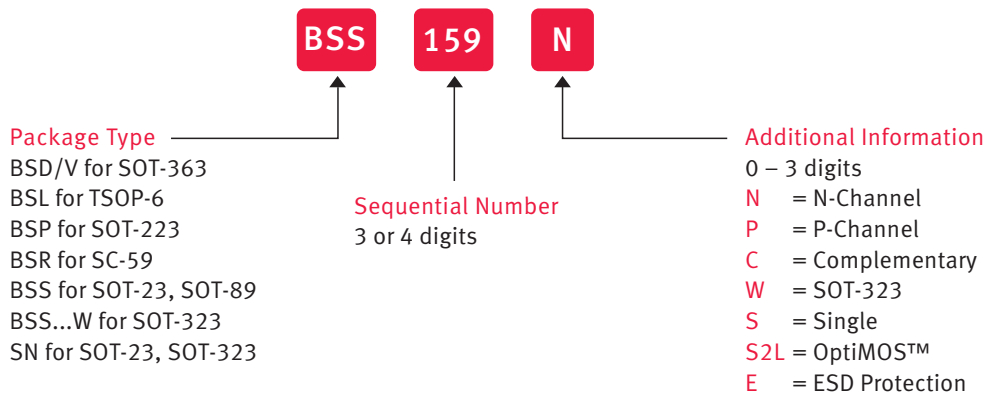 BSS 159 N
Package Type
BSD/V for SOT-363
BSL for TSOP-6
BSP for SOT-223
BSR for SC-59
BSS for SOT-23, SOT-89
BSS...W for SOT-323
SN for SOT-23, SOT-323
Sequential Number
3 or 4 digits
Additional Information
0 – 3 digits
N = N-Channel
P = P-Channel
C = Complementary
W = SOT-323
S = Single
S2L = OptiMOS™
E = ESD Protection